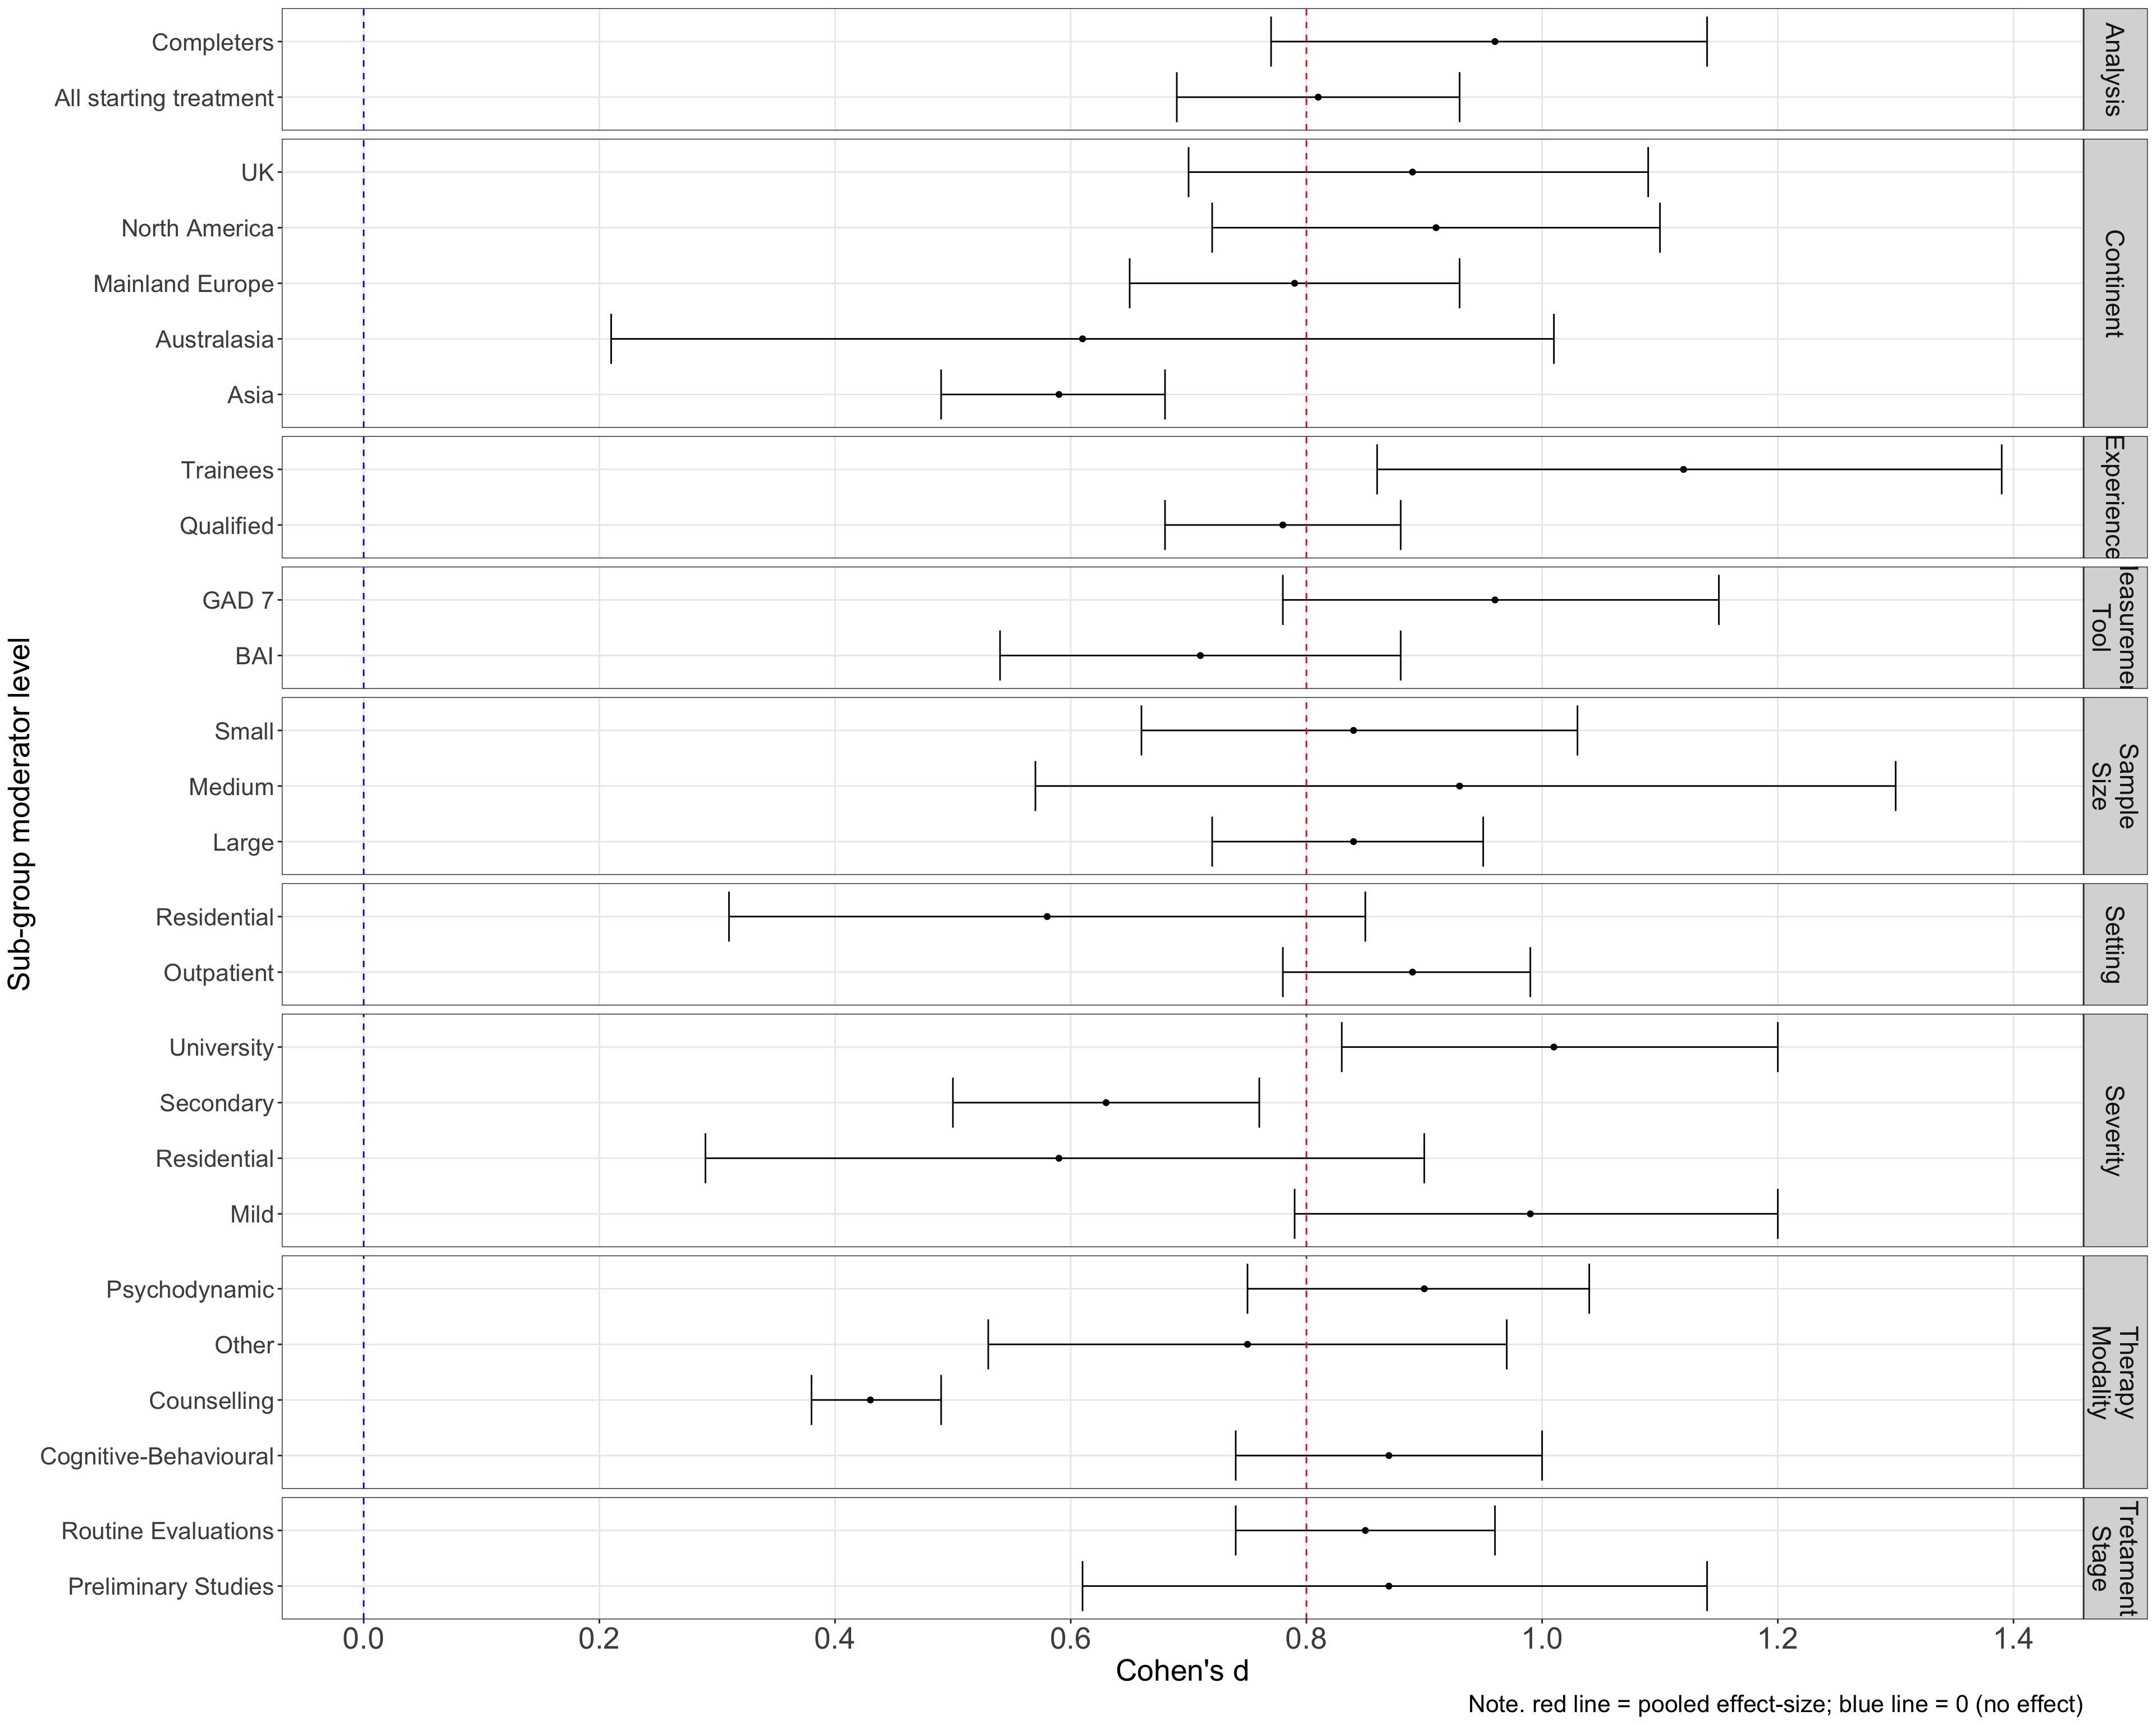 Completers
All starting treatment
Analysis
UK
North America
Mainland Europe
Australasia
Asia
Continent
Trainees
Qualified
Experience
GAD 7
BAI
easuremen
Tool
Small
Medium
Large
Sample
Size
Residential
Outpatient
Setting
University
Secondary
Residential
Mild
Severity
Psychodynamic
Other
Counselling
Cognitive-Behavioural
Therapy
Modality
Routine Evaluations
Preliminary Studies
Tretament
Stage
Sub-group moderator level
0.0 0.2 0.4 0.6 0.8 1.0 1.2 1.4
Cohen's d
Note. red line = pooled effect-size; blue line = 0 (no effect)